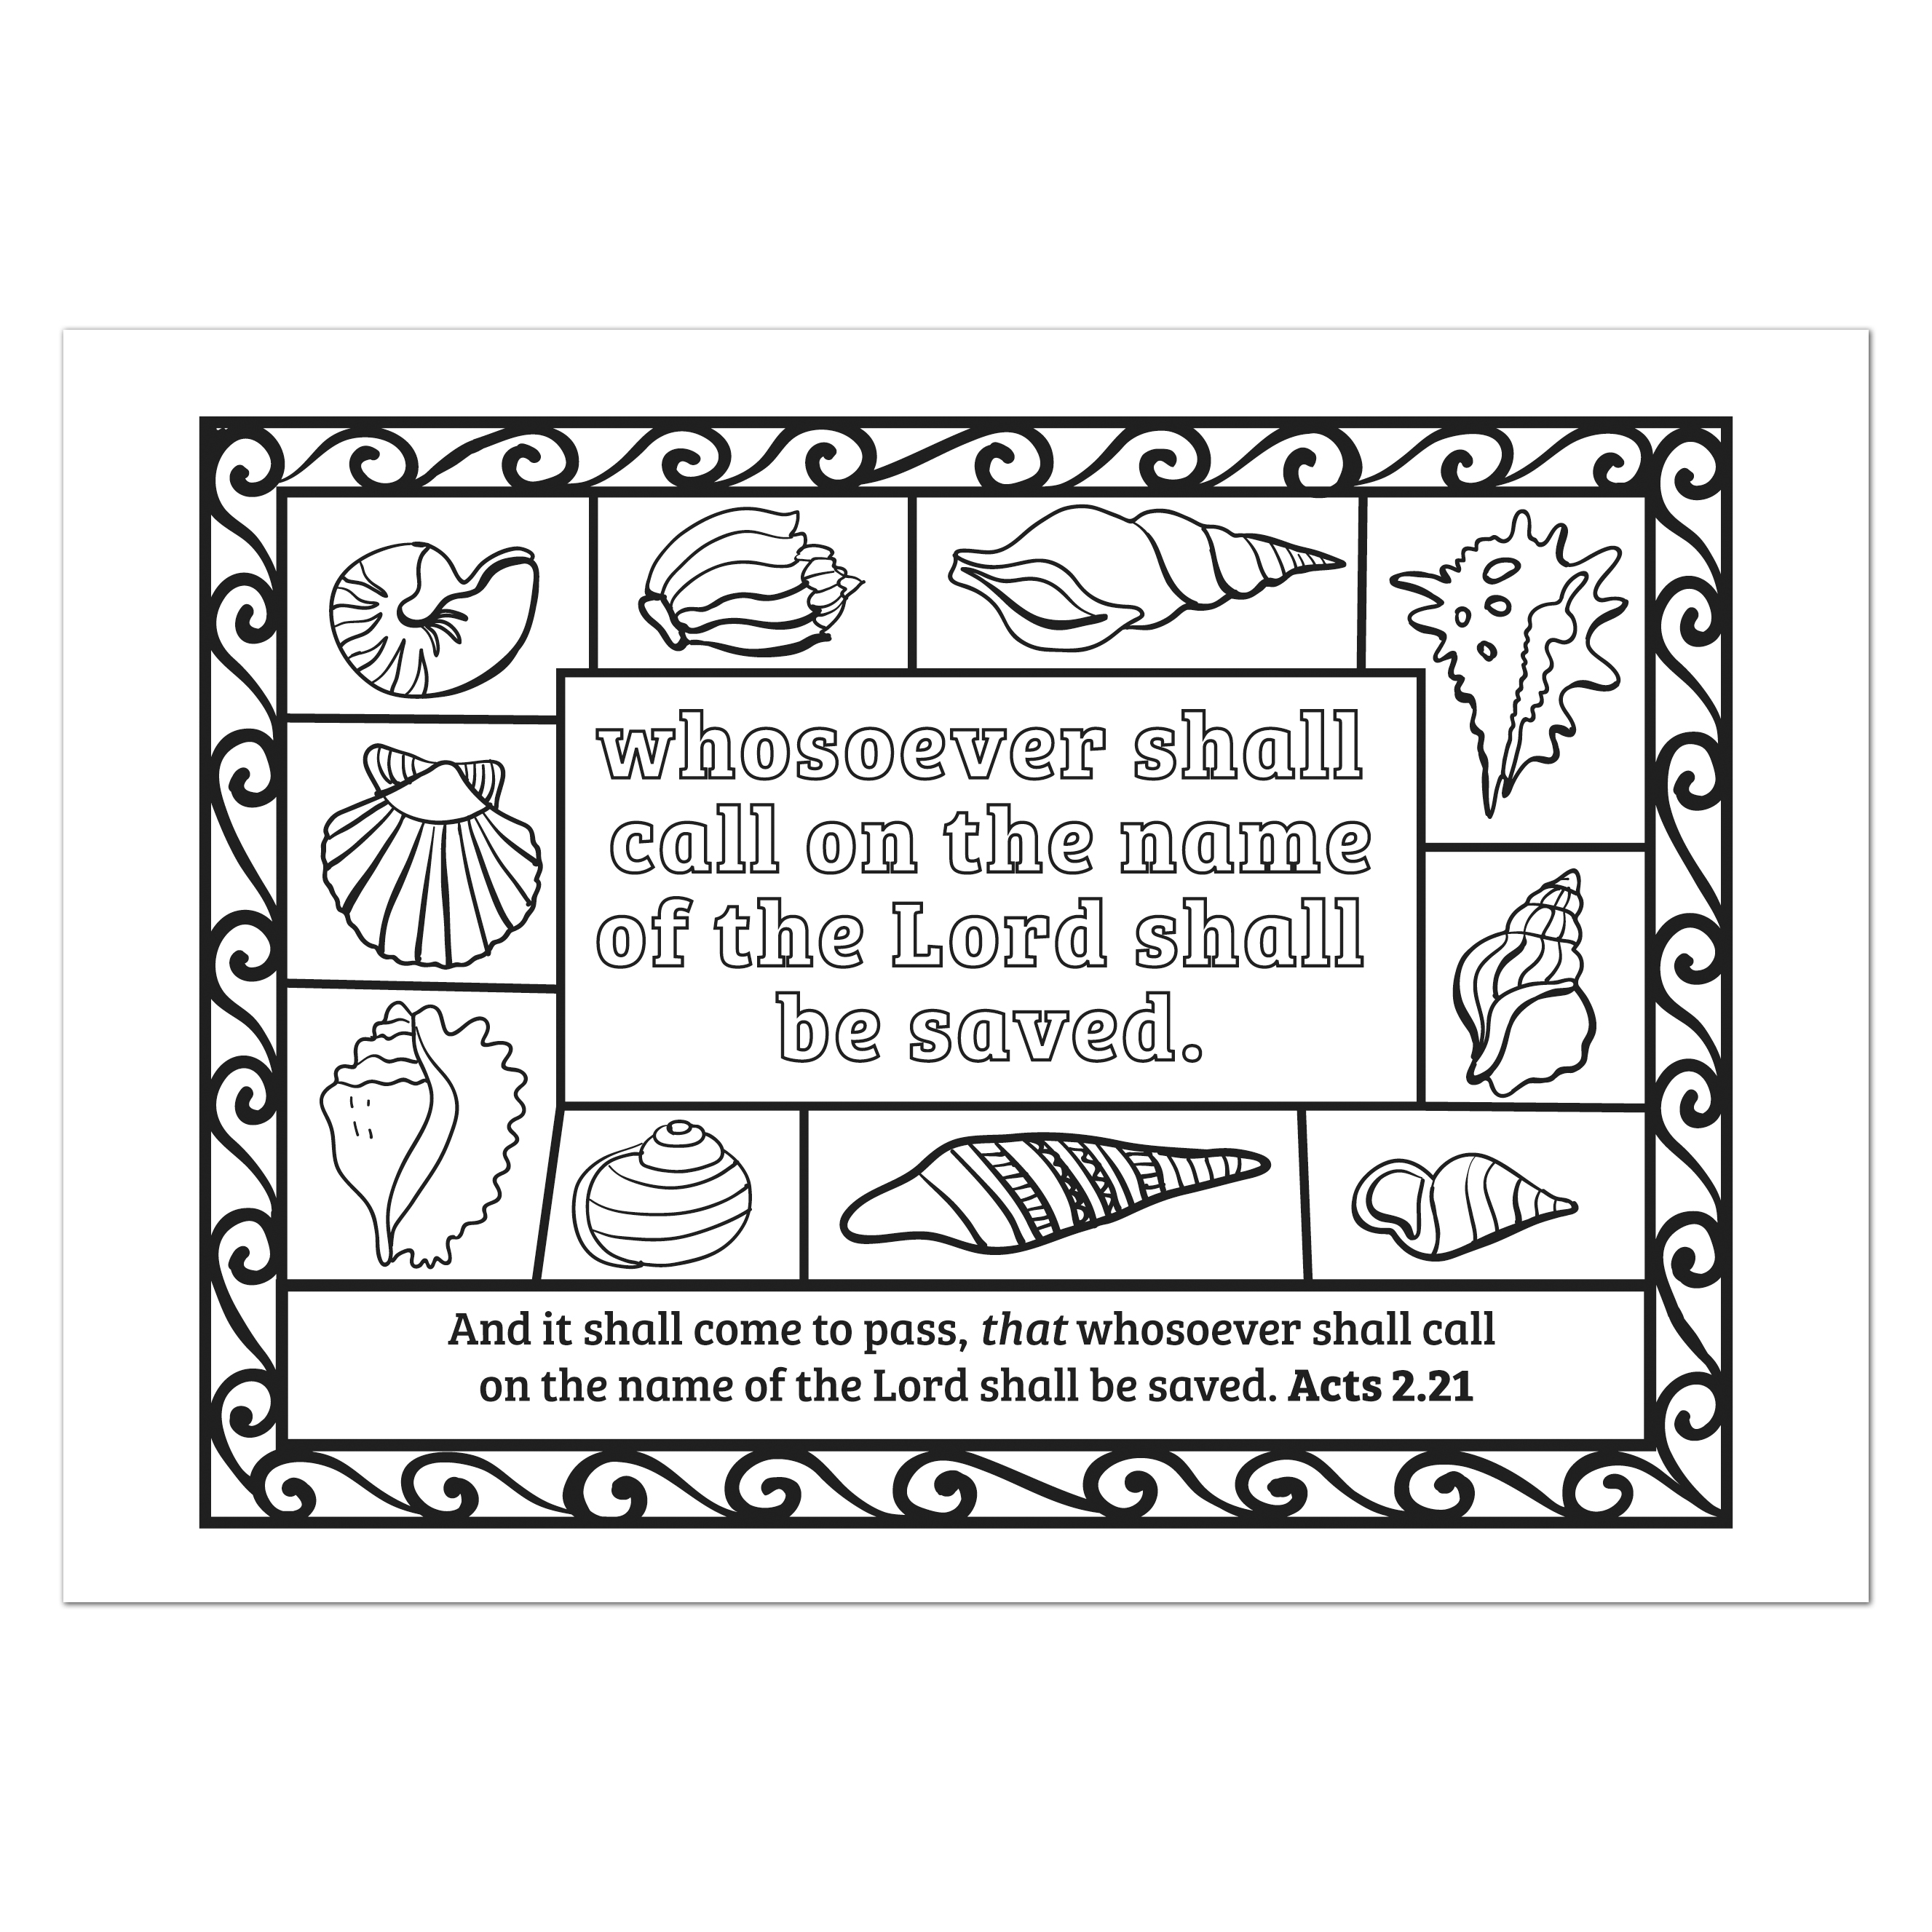 whosoever shall
call on the name
of the Lord shall
be saved.
And it shall come to pass, that whosoever shall call
on the name of the Lord shall be saved. Acts 2.21